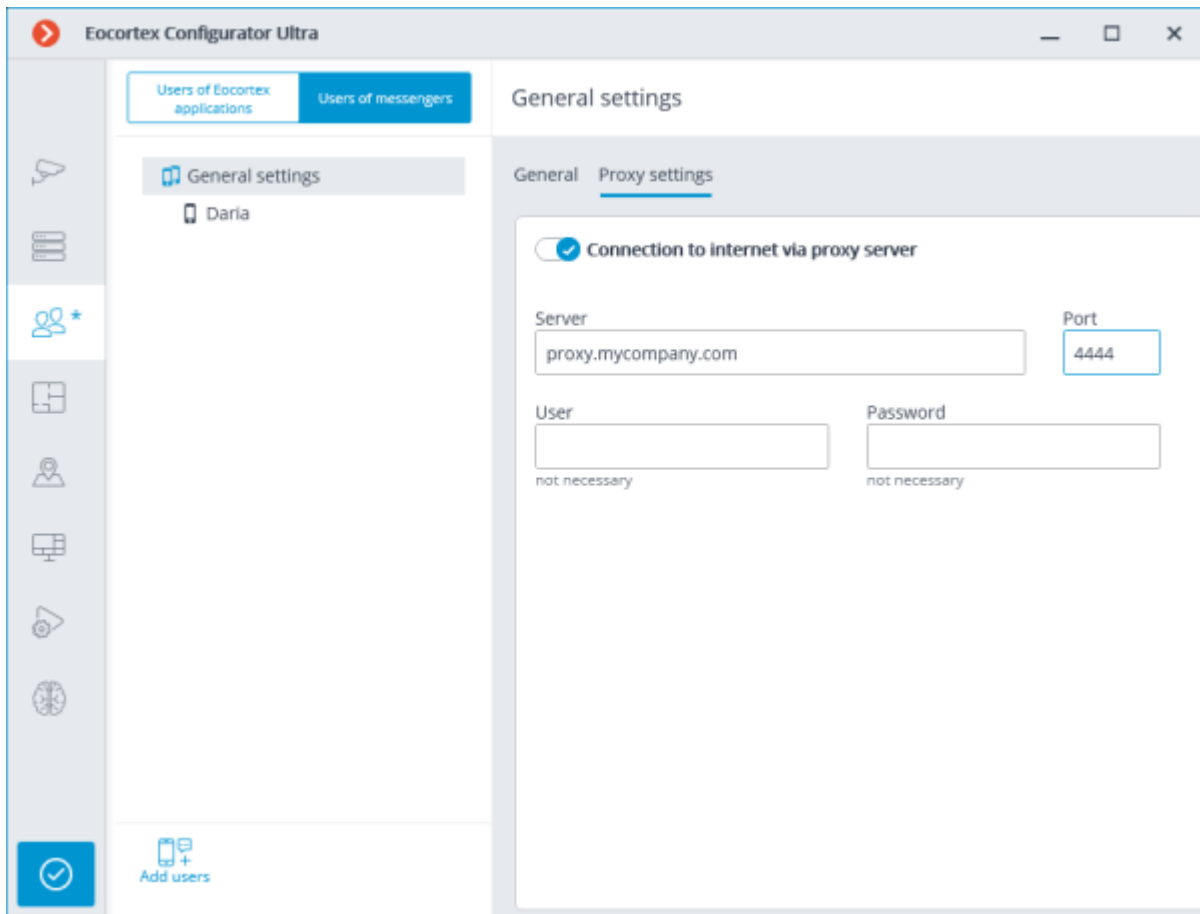 Eocortex Configurator Ultra
Users of Eocortex
applications
Users of messengers
General settings
General settings
Daria
General
Proxy settings
Connection to internet via proxy server
Server
Port
proxy.mycompany.com
4444
User
Password
not necessary
not necessary
Add users